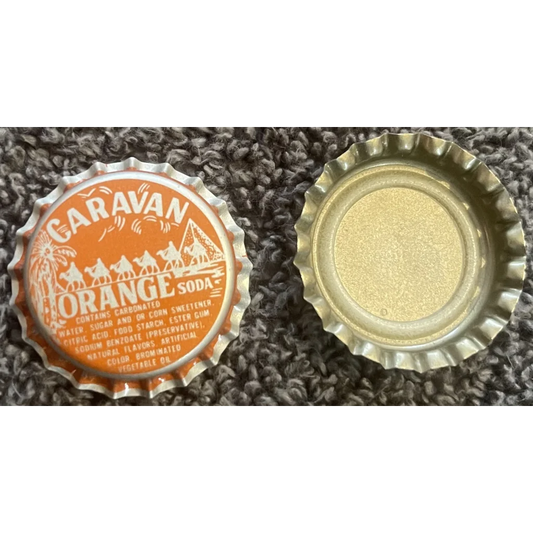 CARAVAN
ORANGE SODA
CONTAINS CARBONATED
WATER, SUGAR AND OR CORN SWEETENER,
CITRIC ACID, FOOD STARCH, ESTER GUM,
SODIUM BENZOATE (PRESERVATIVE),
NATURAL FLAVORS, ARTIFICIAL
COLOR, BROMINATED
VEGETABLE OIL.